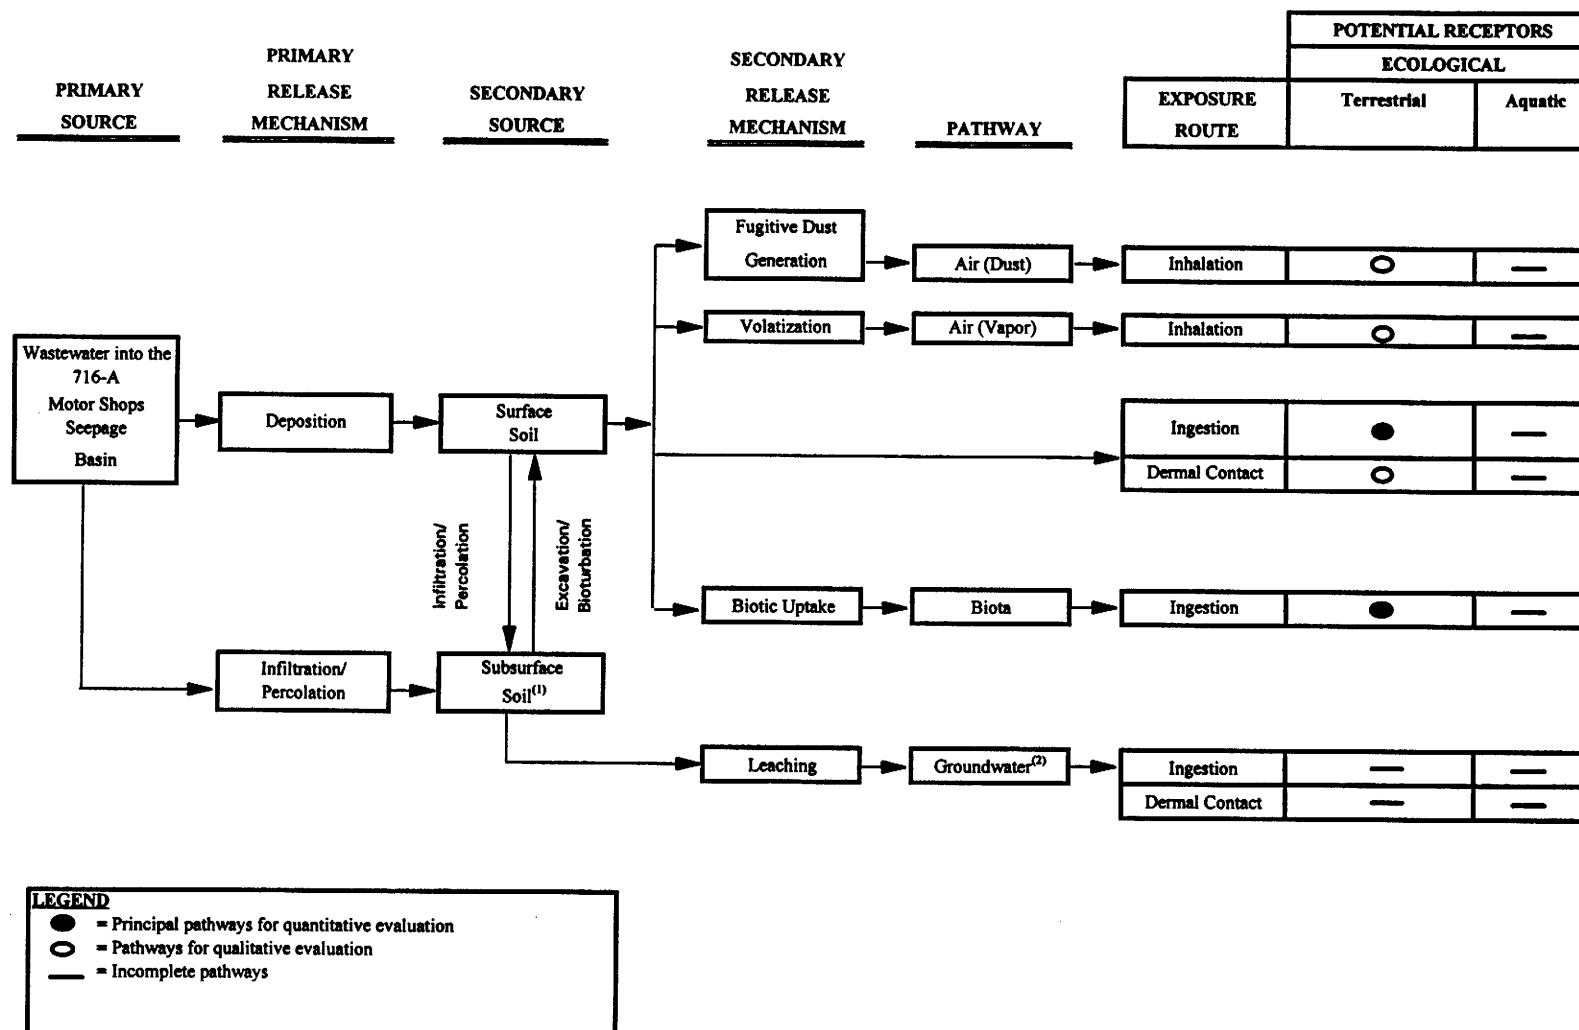 POTENTIAL RECEPTORS
ECOLOGICAL
PRIMARY
SOURCE
PRIMARY
RELEASE
MECHANISM
SECONDARY
SOURCE
SECONDARY
RELEASE
MECHANISM
PATHWAY
EXPOSURE
ROUTE
Terrestrial
Aquatic
Fugitive Dust
Generation
Air (Dust)
Inhalation
Volatization
Air (Vapor)
Inhalation
Wastewater into the
716-A
Motor Shops
Seepage
Basin
Deposition
Surface
Soil
Ingestion
Dermal Contact
Infiltration/
Percolation
Excavation/
Bioturbation
Biotic Uptake
Biota
Ingestion
Infiltration/
Percolation
Subsurface
Soil(1)
Leaching
Groundwater(2)
Ingestion
Dermal Contact
LEGEND
= Principal pathways for quantitative evaluation
= Pathways for qualitative evaluation
= Incomplete pathways